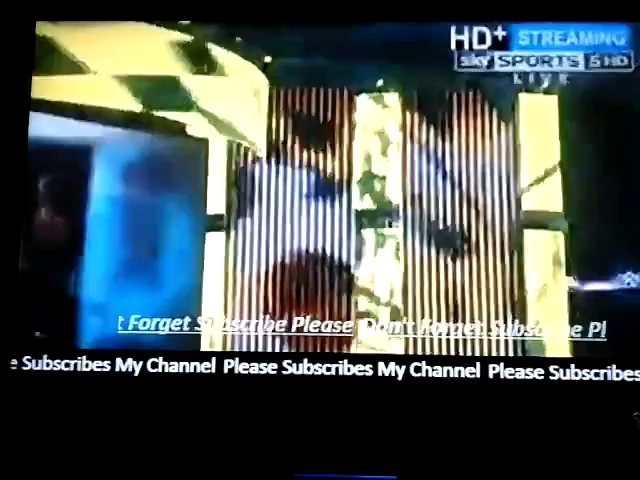 HD+ STREAMING
sky SPORTS 5 HD
LIVE
t Forget Subscribe Please Don't Forget Subscribe Pl
e Subscribes My Channel Please Subscribes My Channel Please Subscribes